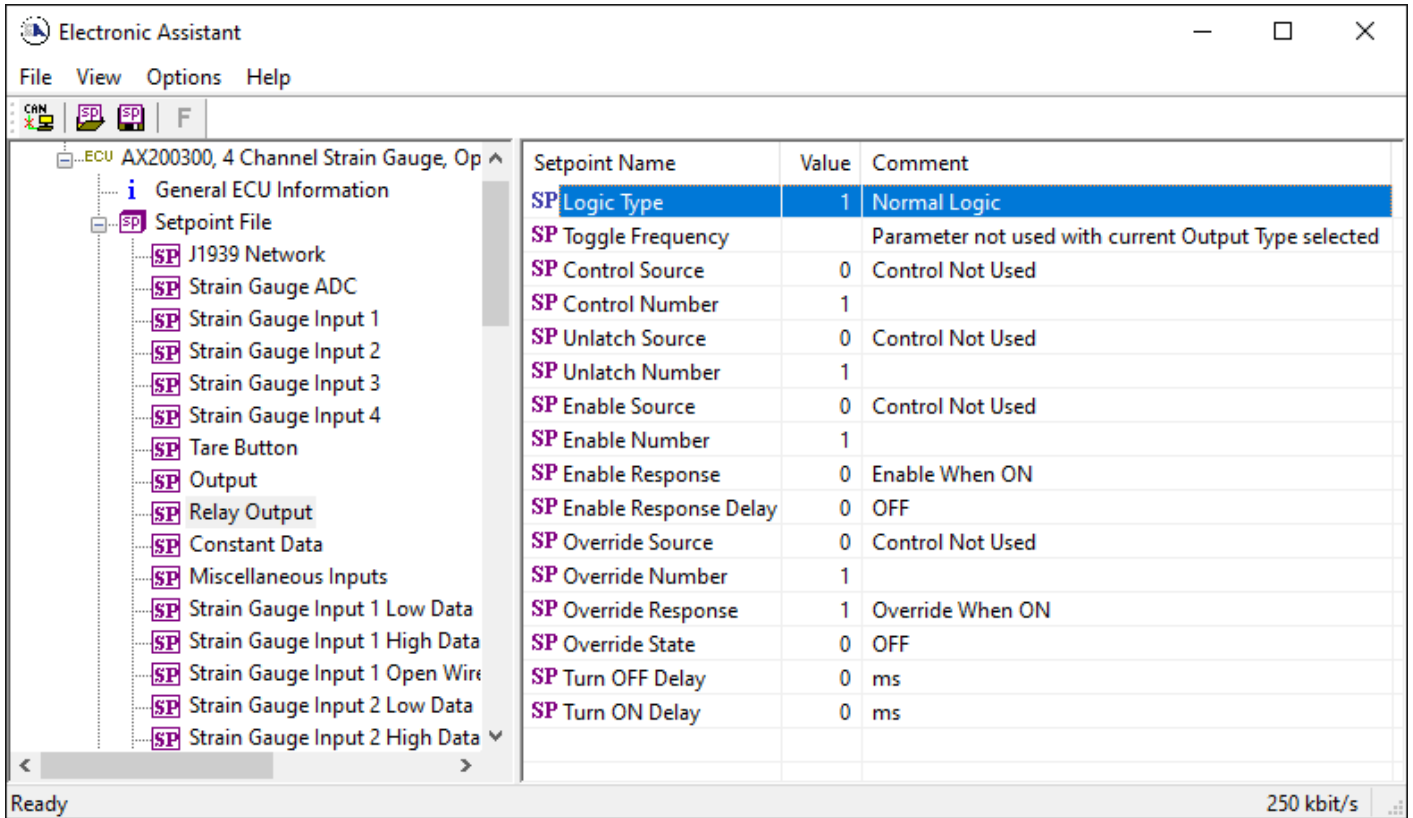 Electronic Assistant
File View Options Help
CAN SP SP F
ECU AX200300, 4 Channel Strain Gauge, Op
i General ECU Information
SP Setpoint File
SP J1939 Network
SP Strain Gauge ADC
SP Strain Gauge Input 1
SP Strain Gauge Input 2
SP Strain Gauge Input 3
SP Strain Gauge Input 4
SP Tare Button
SP Output
SP Relay Output
SP Constant Data
SP Miscellaneous Inputs
SP Strain Gauge Input 1 Low Data
SP Strain Gauge Input 1 High Data
SP Strain Gauge Input 1 Open Wire
SP Strain Gauge Input 2 Low Data
SP Strain Gauge Input 2 High Data
Setpoint Name Value Comment
SP Logic Type 1 Normal Logic
SP Toggle Frequency Parameter not used with current Output Type selected
SP Control Source 0 Control Not Used
SP Control Number 1
SP Unlatch Source 0 Control Not Used
SP Unlatch Number 1
SP Enable Source 0 Control Not Used
SP Enable Number 1
SP Enable Response 0 Enable When ON
SP Enable Response Delay 0 OFF
SP Override Source 0 Control Not Used
SP Override Number 1
SP Override Response 1 Override When ON
SP Override State 0 OFF
SP Turn OFF Delay 0 ms
SP Turn ON Delay 0 ms
Ready 250 kbit/s